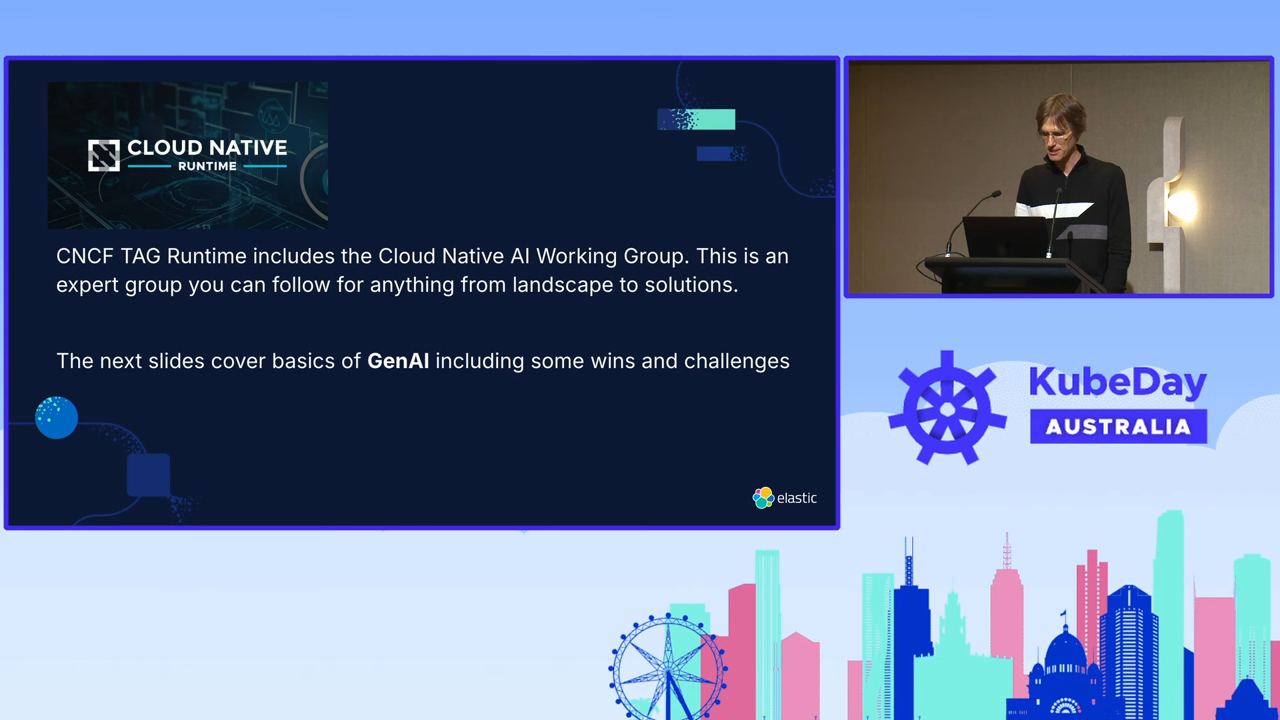 CLOUD NATIVE
RUNTIME
CNCF TAG Runtime includes the Cloud Native AI Working Group. This is an
expert group you can follow for anything from landscape to solutions.
The next slides cover basics of GenAI including some wins and challenges
elastic
KubeDay
AUSTRALIA